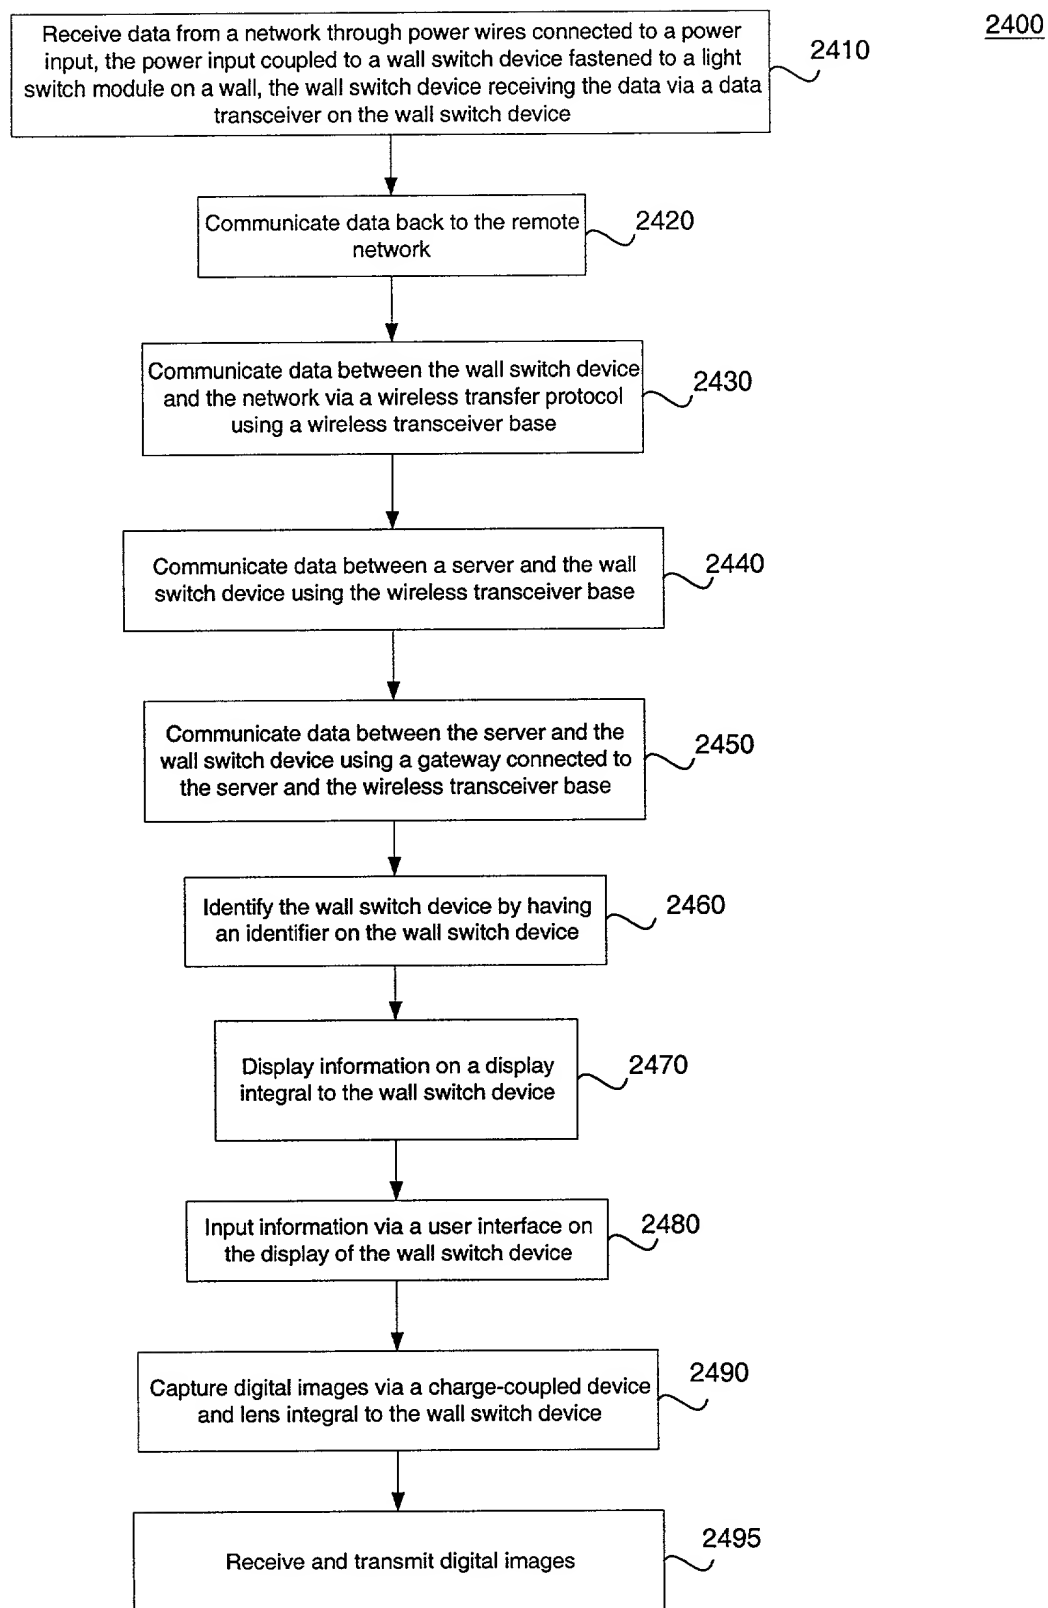 2400
Receive data from a network through power wires connected to a power
input, the power input coupled to a wall switch device fastened to a light
switch module on a wall, the wall switch device receiving the data via a data
transceiver on the wall switch device
2410
Communicate data back to the remote
network
2420
Communicate data between the wall switch device
and the network via a wireless transfer protocol
using a wireless transceiver base
2430
Communicate data between a server and the wall
switch device using the wireless transceiver base
2440
Communicate data between the server and the
wall switch device using a gateway connected to
the server and the wireless transceiver base
2450
Identify the wall switch device by having
an identifier on the wall switch device
2460
Display information on a display
integral to the wall switch device
2470
Input information via a user interface on
the display of the wall switch device
2480
Capture digital images via a charge-coupled device
and lens integral to the wall switch device
2490
Receive and transmit digital images
2495